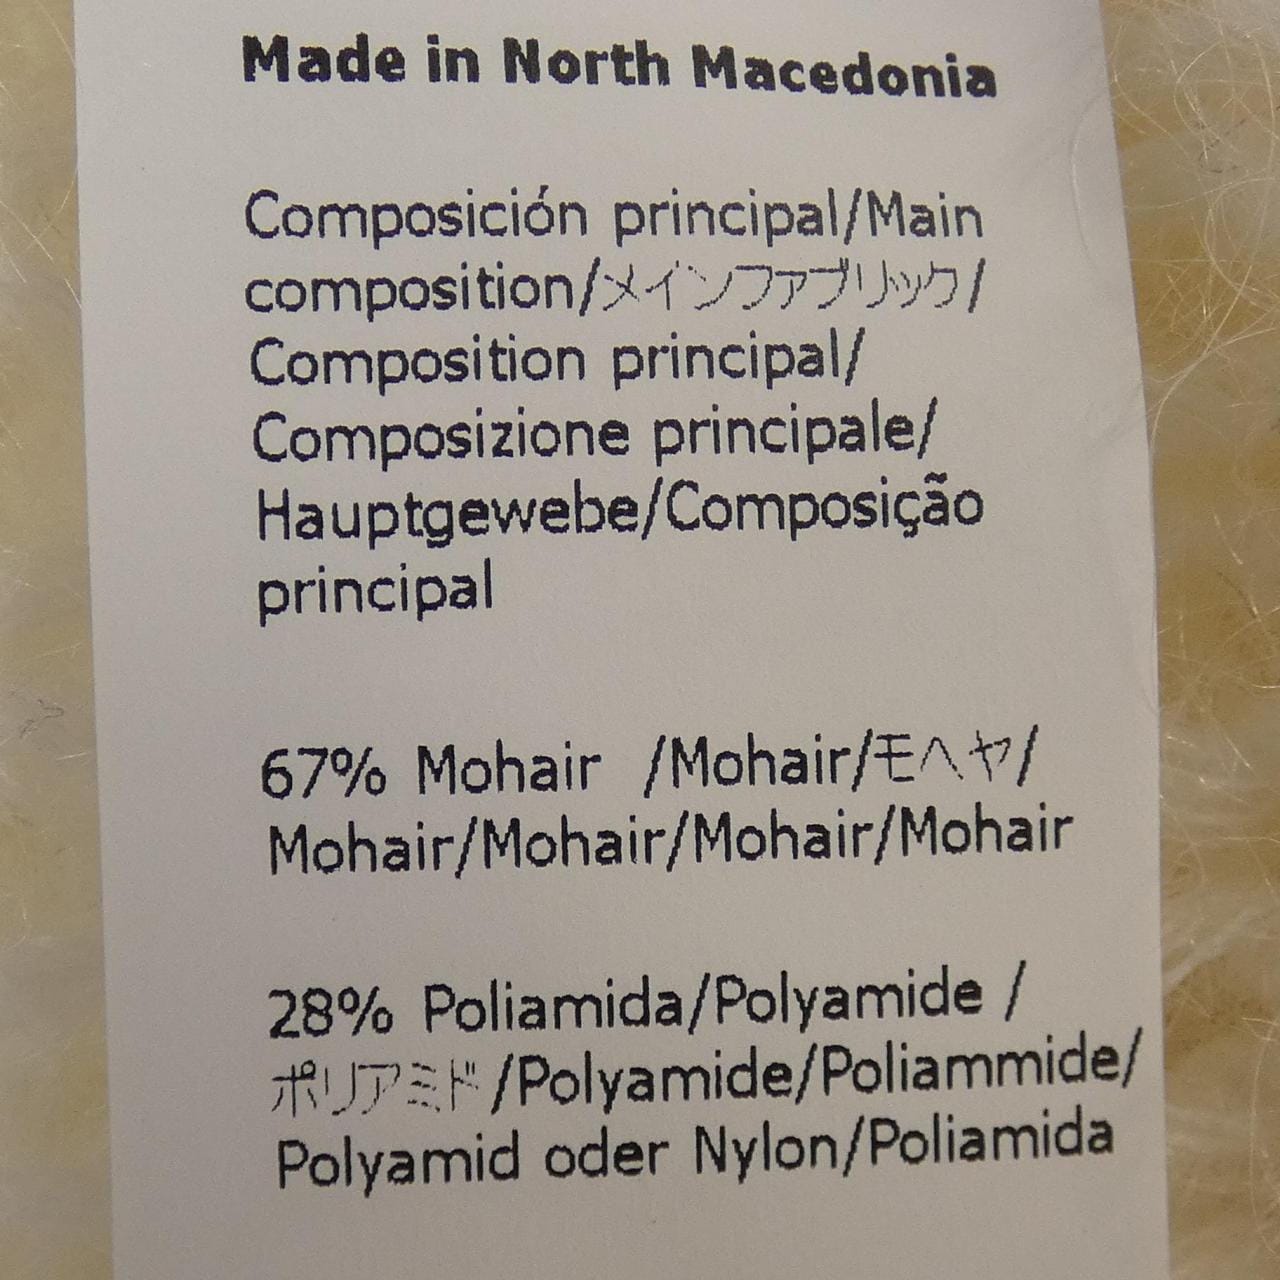 Made in North Macedonia
Composición principal/Main
composition/メインファブリック/
Composition principal/
Composizione principale/
Hauptgewebe/Composição
principal
67% Mohair /Mohair/モヘヤ/
Mohair/Mohair/Mohair/Mohair
28% Poliamida/Polyamide /
ポリアミド/Polyamide/Poliammide/
Polyamid oder Nylon/Poliamida